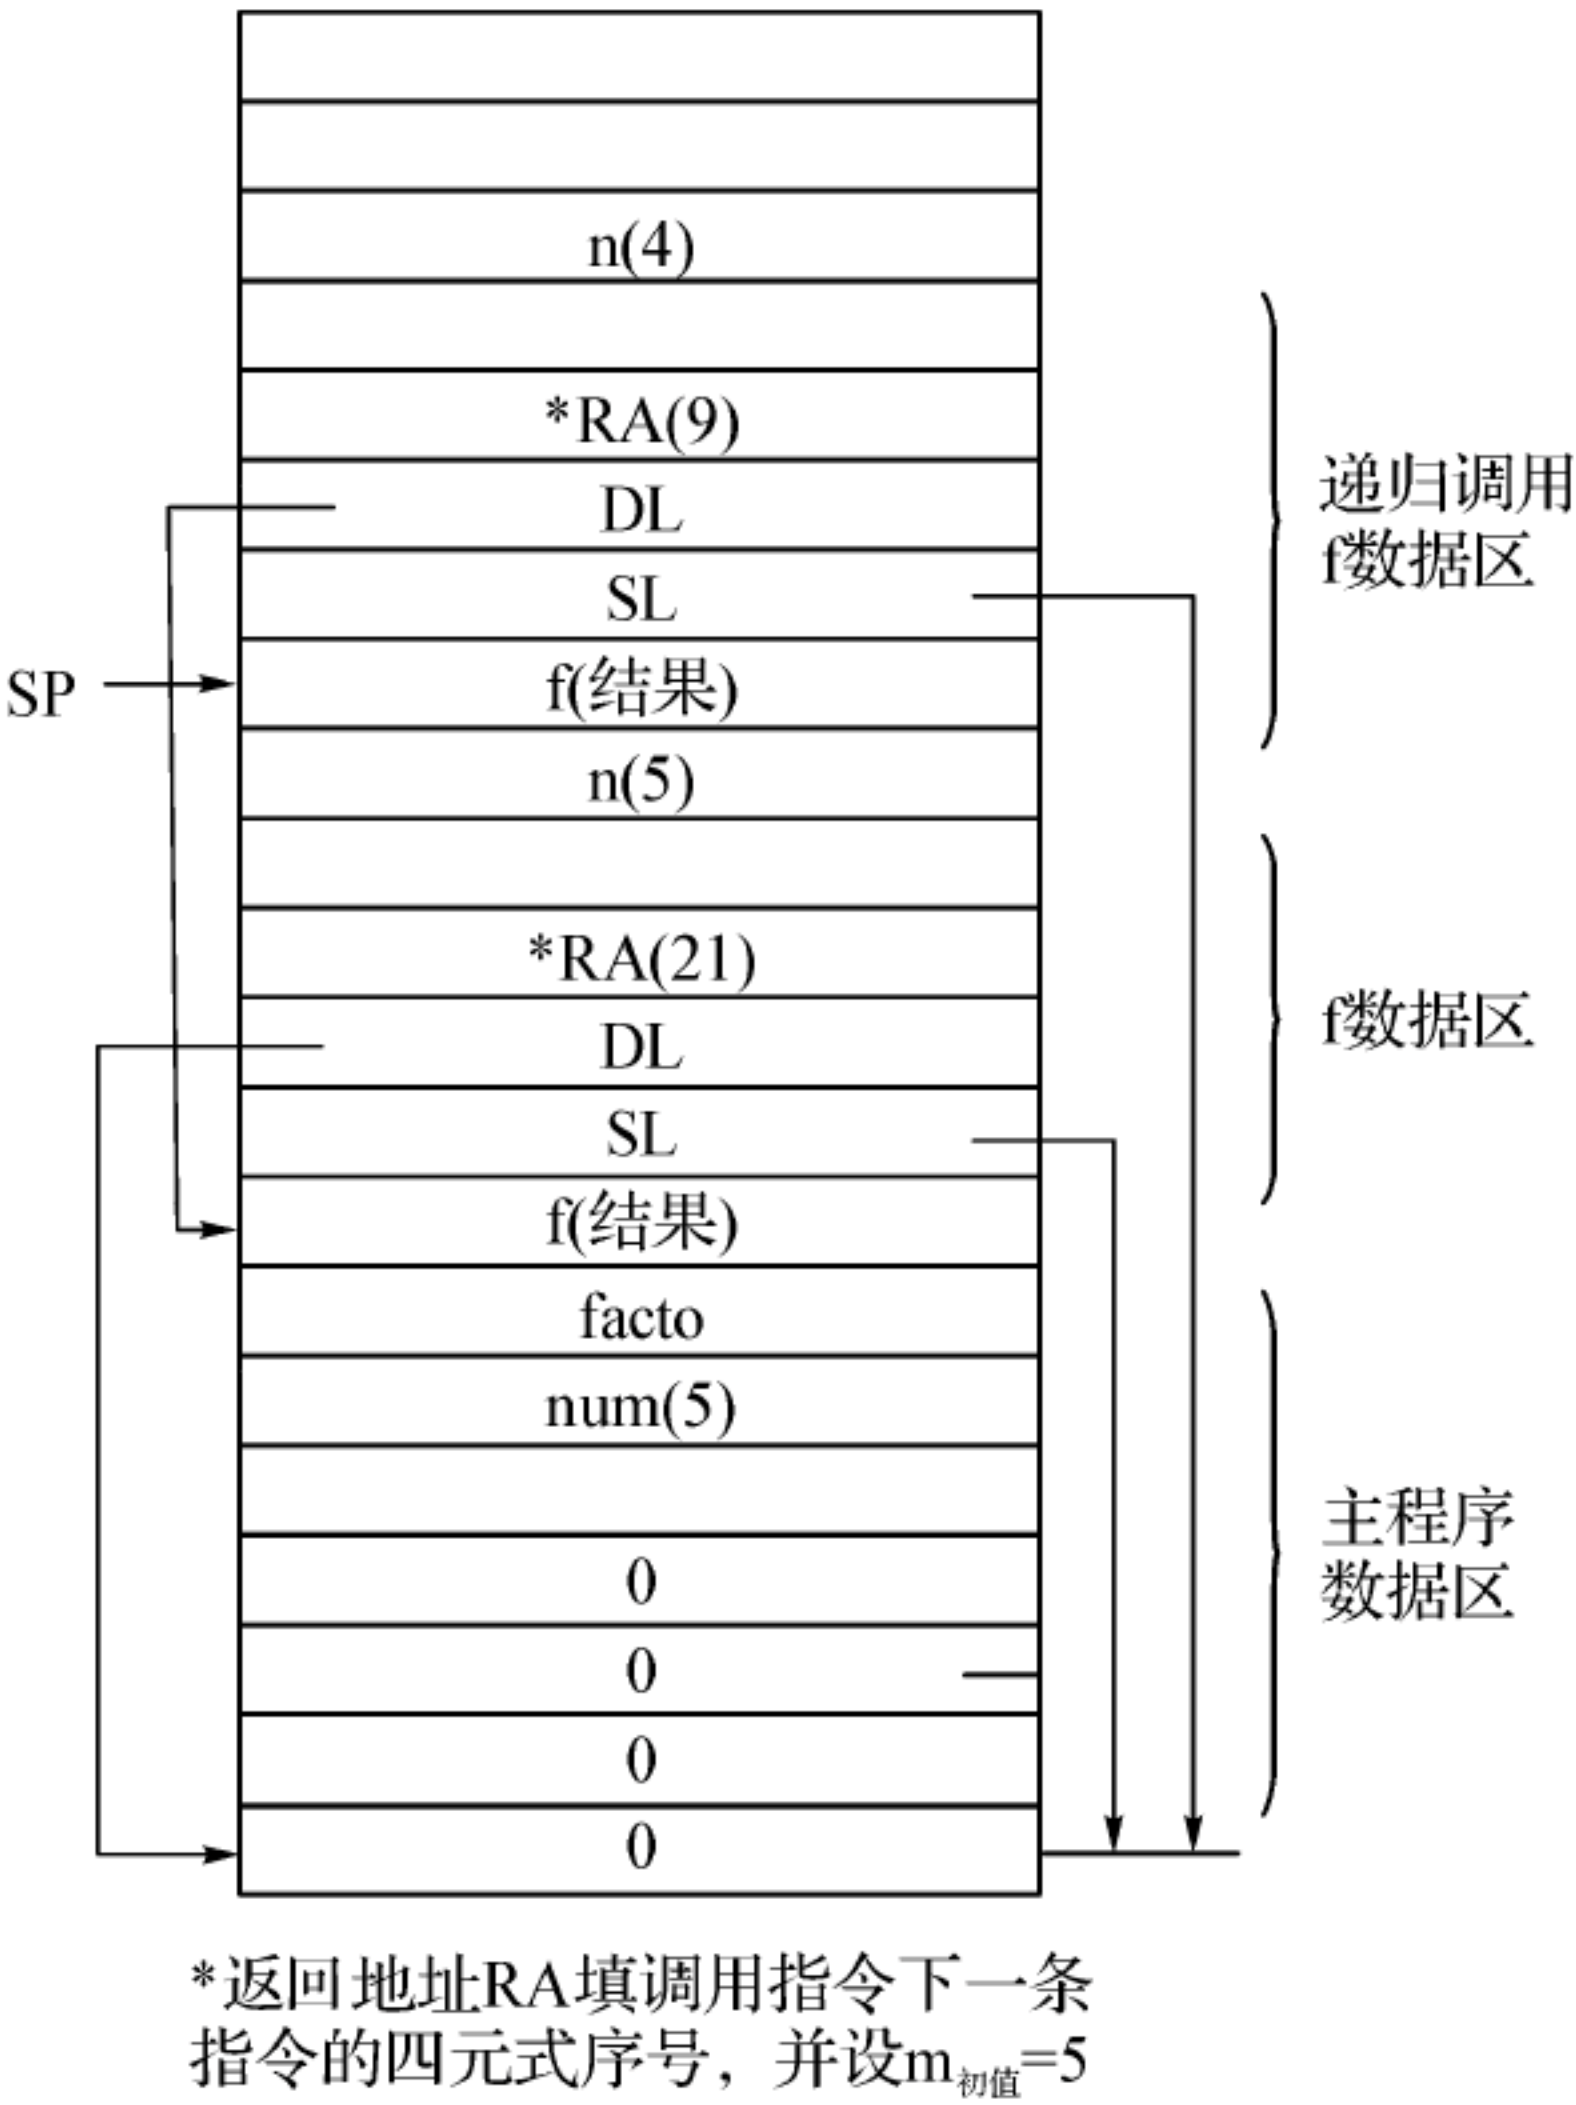 n(4)
*RA(9)
DL
SL
f(结果)
n(5)
*RA(21)
DL
SL
f(结果)
facto
num(5)
0
0
0
0
SP
递归调用
f数据区
f数据区
主程序
数据区
*返回地址RA填调用指令下一条
指令的四元式序号，并设m初值=5